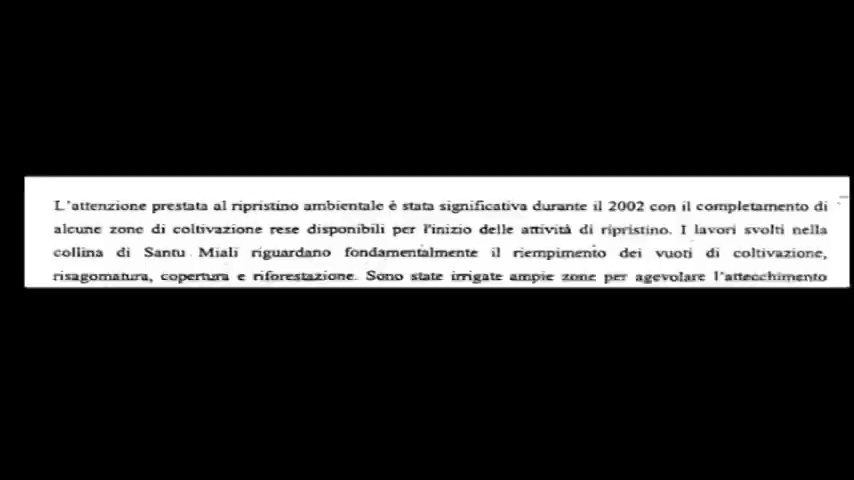 L'attenzione prestata al ripristino ambientale è stata significativa durante il 2002 con il completamento di
alcune zone di coltivazione rese disponibili per l'inizio delle attività di ripristino. I lavori svolti nella
collina di Santu Miali riguardano fondamentalmente il riempimento dei vuoti di coltivazione,
risagomatura, copertura e riforestazione. Sono state irrigate ampie zone per agevolare l'attecchimento